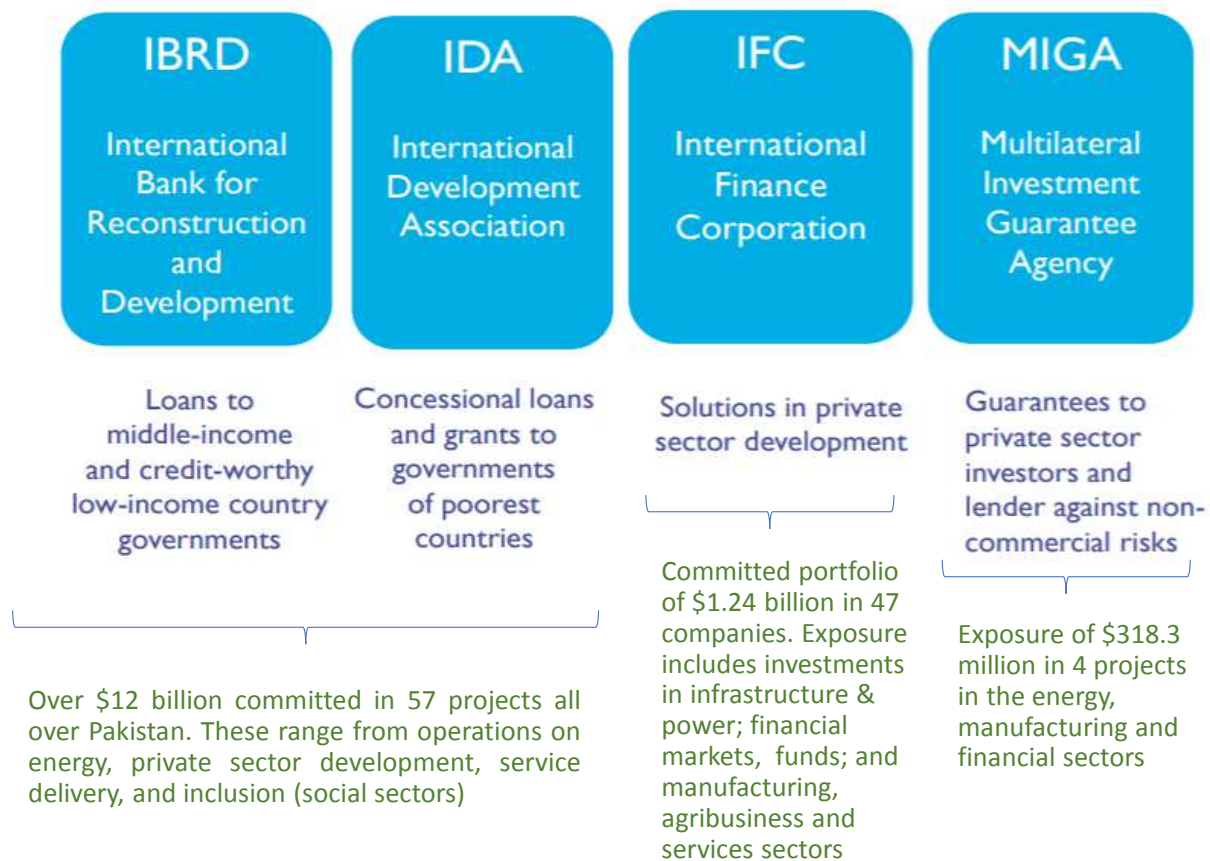 IBRD
International
Bank for
Reconstruction
and
Development
IDA
International
Development
Association
IFC
International
Finance
Corporation
MIGA
Multilateral
Investment
Guarantee
Agency
Loans to
middle-income
and credit-worthy
low-income country
governments
Concessional loans
and grants to
governments
of poorest
countries
Solutions in private
sector development
Guarantees to
private sector
investors and
lender against non-
commercial risks
Over $12 billion committed in 57 projects all
over Pakistan. These range from operations on
energy, private sector development, service
delivery, and inclusion (social sectors)
Committed portfolio
of $1.24 billion in 47
companies. Exposure
includes investments
in infrastructure &
power; financial
markets, funds; and
manufacturing,
agribusiness and
services sectors
Exposure of $318.3
million in 4 projects
in the energy,
manufacturing and
financial sectors